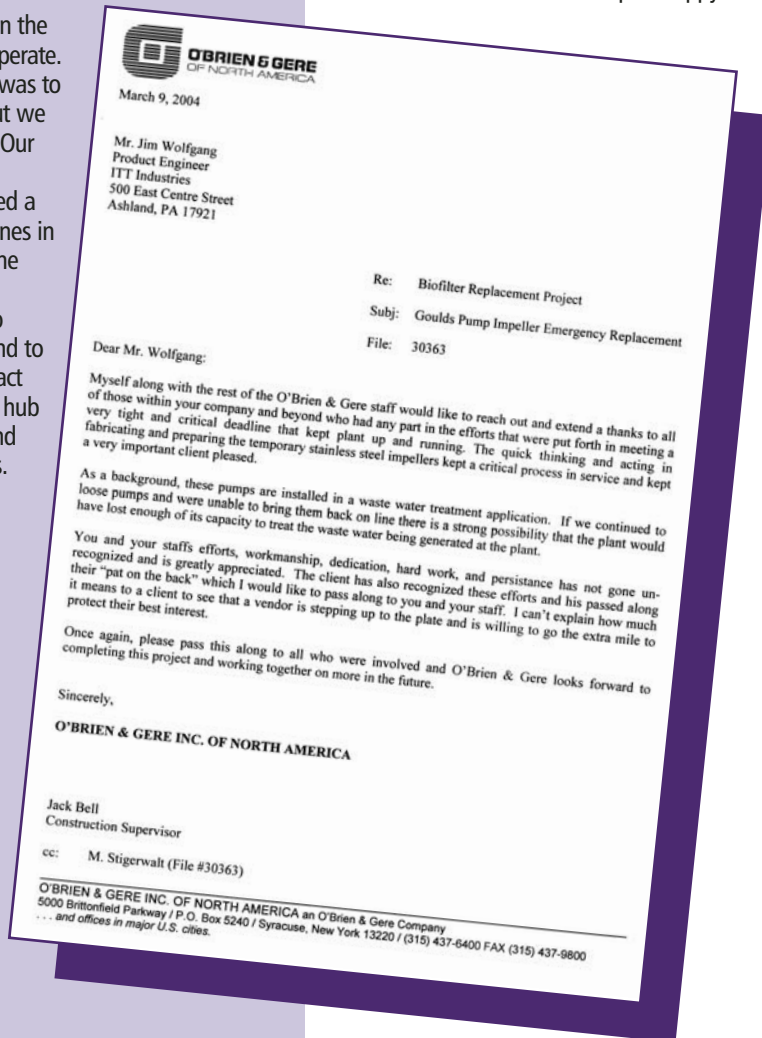 n the
perate.
was to
ut we
Our
ed a
nes in
ne
o
nd to
act
hub
nd
s.
O'BRIEN & GERE
OF NORTH AMERICA
March 9, 2004
Mr. Jim Wolfgang
Product Engineer
ITT Industries
500 East Centre Street
Ashland, PA 17921
Re: Biofilter Replacement Project
Subj: Goulds Pump Impeller Emergency Replacement
File: 30363
Dear Mr. Wolfgang:
Myself along with the rest of the O'Brien & Gere staff would like to reach out and extend a thanks to all
of those within your company and beyond who had any part in the efforts that were put forth in meeting a
very tight and critical deadline that kept plant up and running. The quick thinking and acting in
fabricating and preparing the temporary stainless steel impellers kept a critical process in service and kept
a very important client pleased.
As a background, these pumps are installed in a waste water treatment application. If we continued to
loose pumps and were unable to bring them back on line there is a strong possibility that the plant would
have lost enough of its capacity to treat the waste water being generated at the plant.
You and your staffs efforts, workmanship, dedication, hard work, and persistance has not gone un-
recognized and is greatly appreciated. The client has also recognized these efforts and his passed along
their "pat on the back" which I would like to pass along to you and your staff. I can't explain how much
it means to a client to see that a vendor is stepping up to the plate and is willing to go the extra mile to
protect their best interest.
Once again, please pass this along to all who were involved and O'Brien & Gere looks forward to
completing this project and working together on more in the future.
Sincerely,
O'BRIEN & GERE INC. OF NORTH AMERICA
Jack Bell
Construction Supervisor
cc: M. Stigerwalt (File #30363)
O'BRIEN & GERE INC. OF NORTH AMERICA an O'Brien & Gere Company
5000 Brittonfield Parkway / P.O. Box 5240 / Syracuse, New York 13220 / (315) 437-6400 FAX (315) 437-9800
. . . and offices in major U.S. cities.